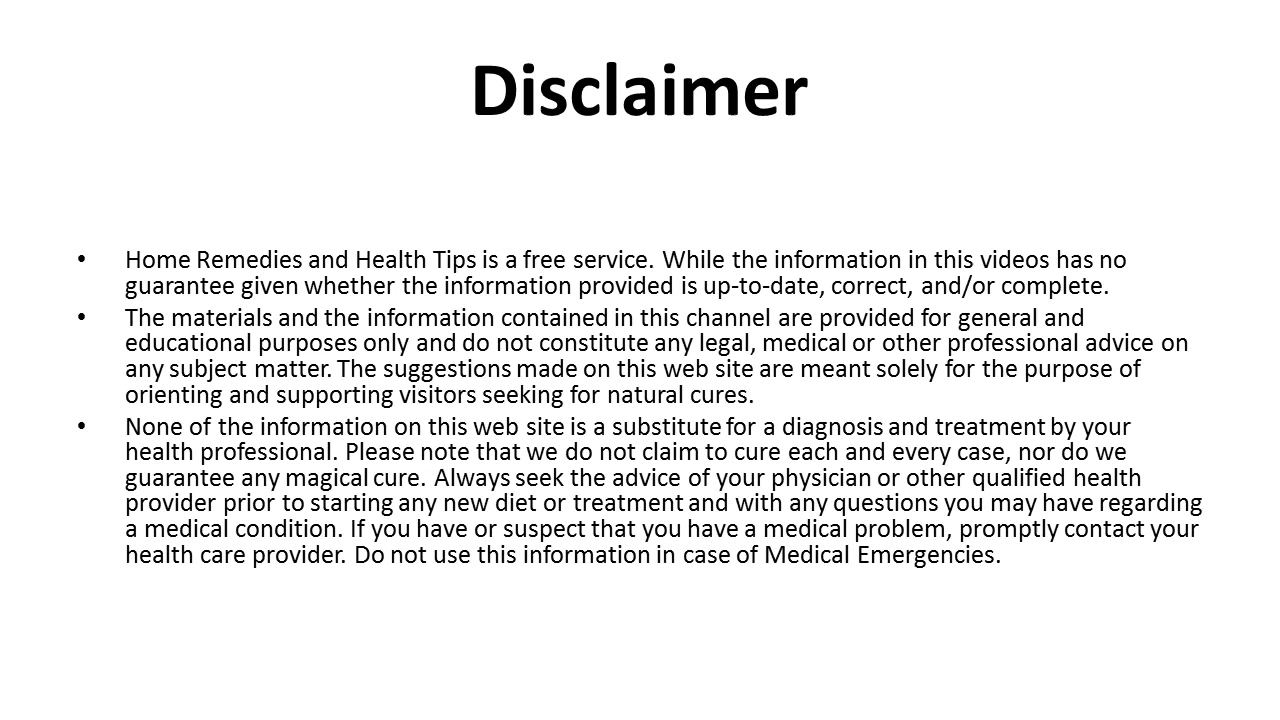 Disclaimer
• Home Remedies and Health Tips is a free service. While the information in this videos has no
guarantee given whether the information provided is up-to-date, correct, and/or complete.
• The materials and the information contained in this channel are provided for general and
educational purposes only and do not constitute any legal, medical or other professional advice on
any subject matter. The suggestions made on this web site are meant solely for the purpose of
orienting and supporting visitors seeking for natural cures.
• None of the information on this web site is a substitute for a diagnosis and treatment by your
health professional. Please note that we do not claim to cure each and every case, nor do we
guarantee any magical cure. Always seek the advice of your physician or other qualified health
provider prior to starting any new diet or treatment and with any questions you may have regarding
a medical condition. If you have or suspect that you have a medical problem, promptly contact your
health care provider. Do not use this information in case of Medical Emergencies.